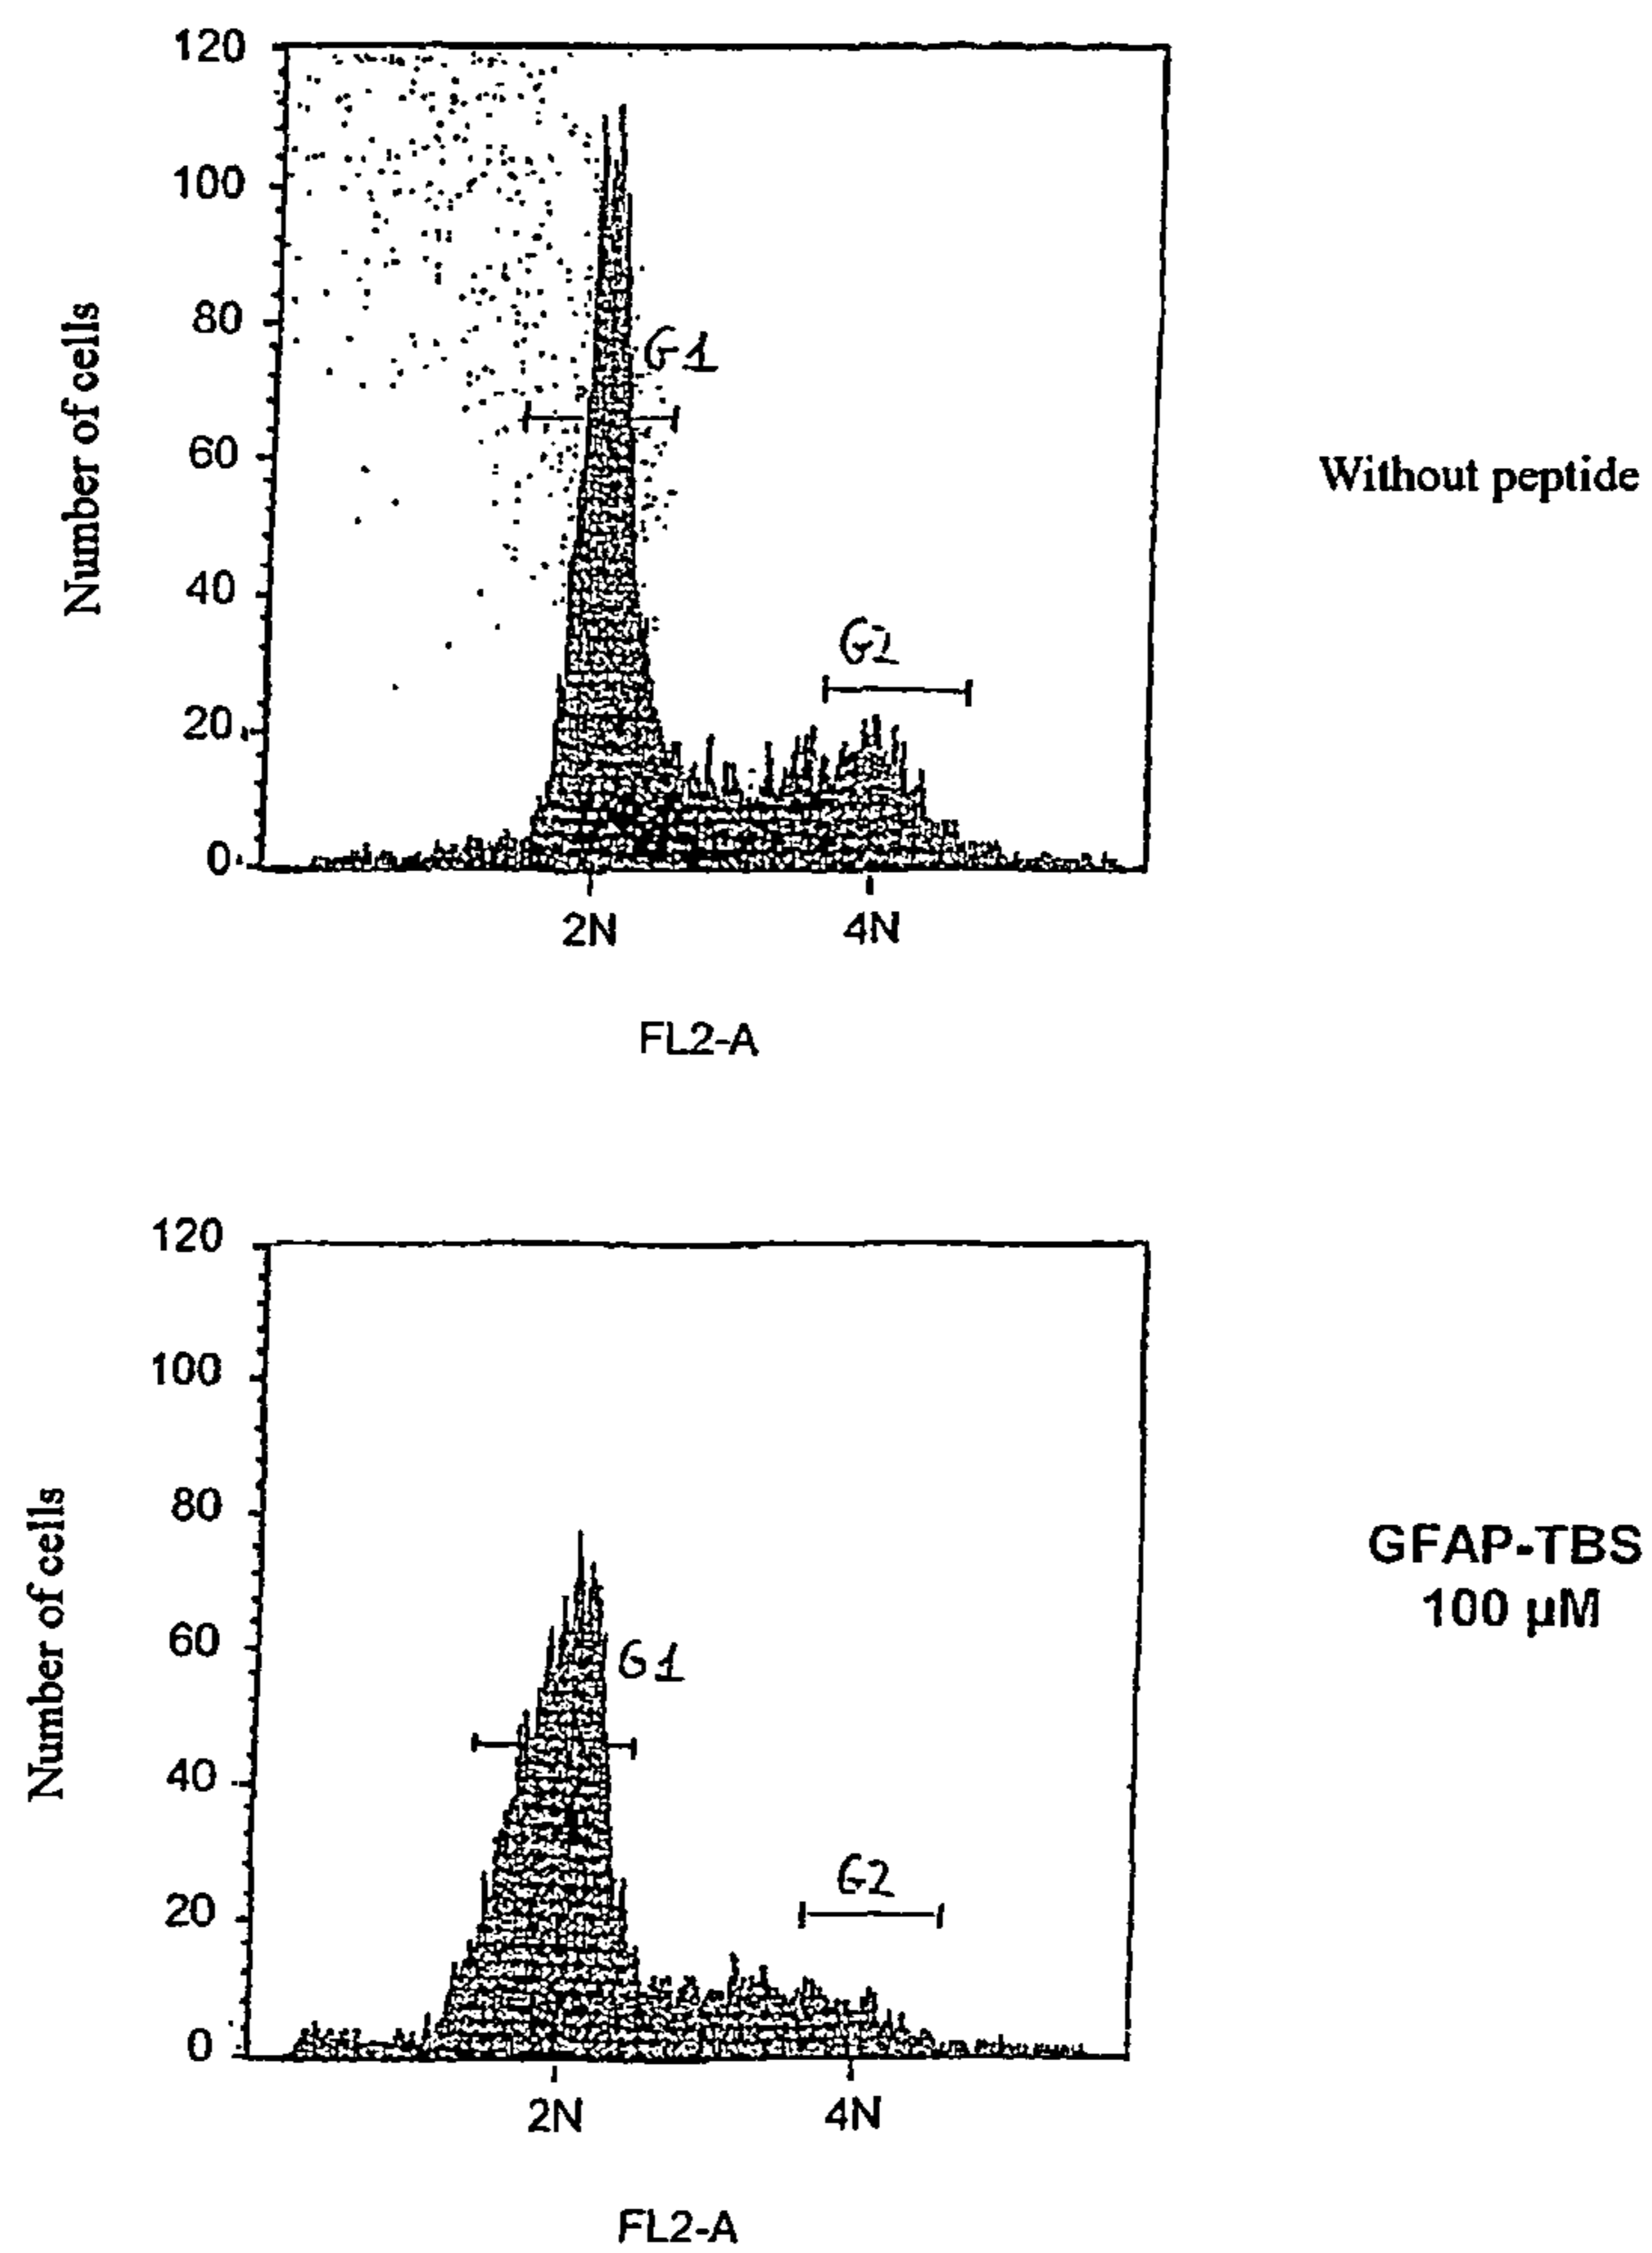 120
100
80
60
40
20
0
Number of cells
G1
G2
2N
4N
FL2-A
Without peptide
120
100
80
60
40
20
0
Number of cells
G1
G2
2N
4N
FL2-A
GFAP-TBS
100 µM